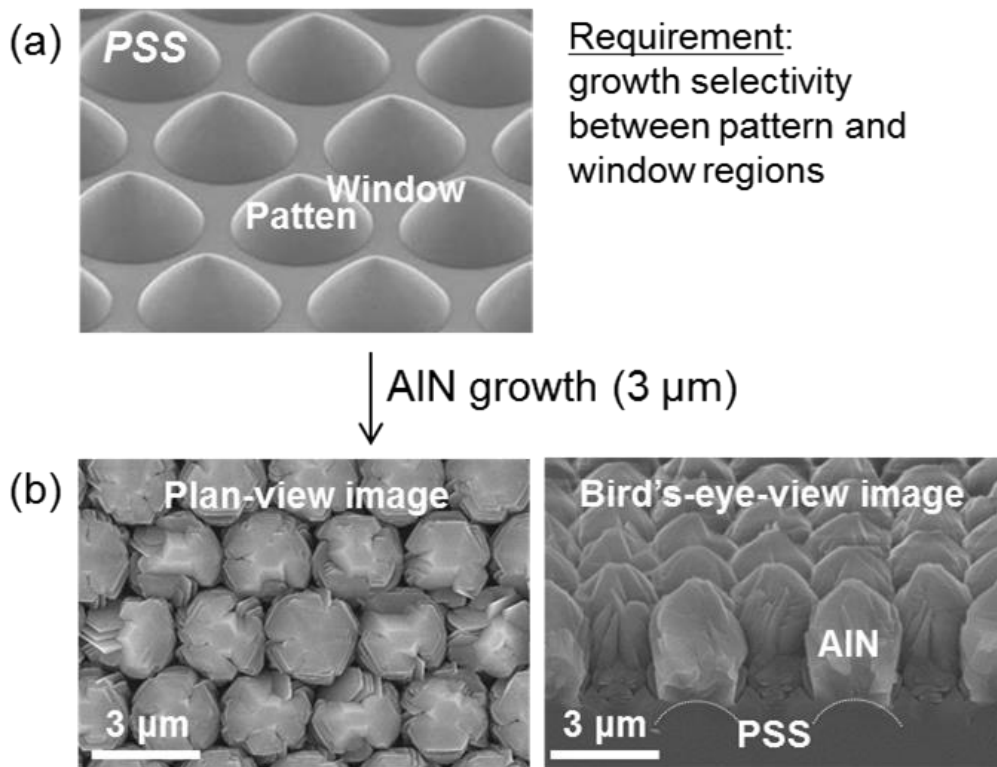 (a)
PSS
Requirement:
growth selectivity
between pattern and
window regions
Window
Patten
AlN growth (3 µm)
(b)
Plan-view image
Bird's-eye-view image
AlN
3 µm
3 µm
PSS